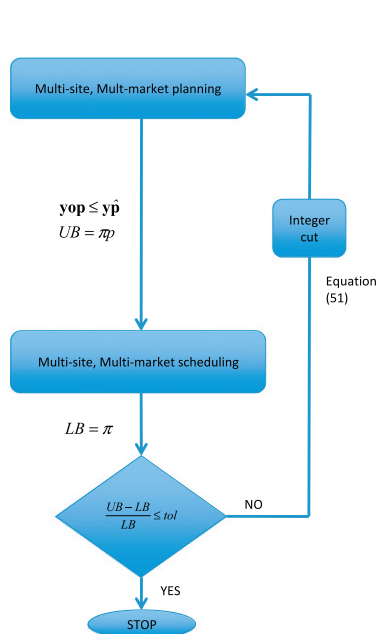 Multi-site, Mult-market planning
yop ≤ yp̂
UB = πp
Integer
cut
Equation
(51)
Multi-site, Multi-market scheduling
LB = π
UB − LB
LB
≤ tol
NO
YES
STOP